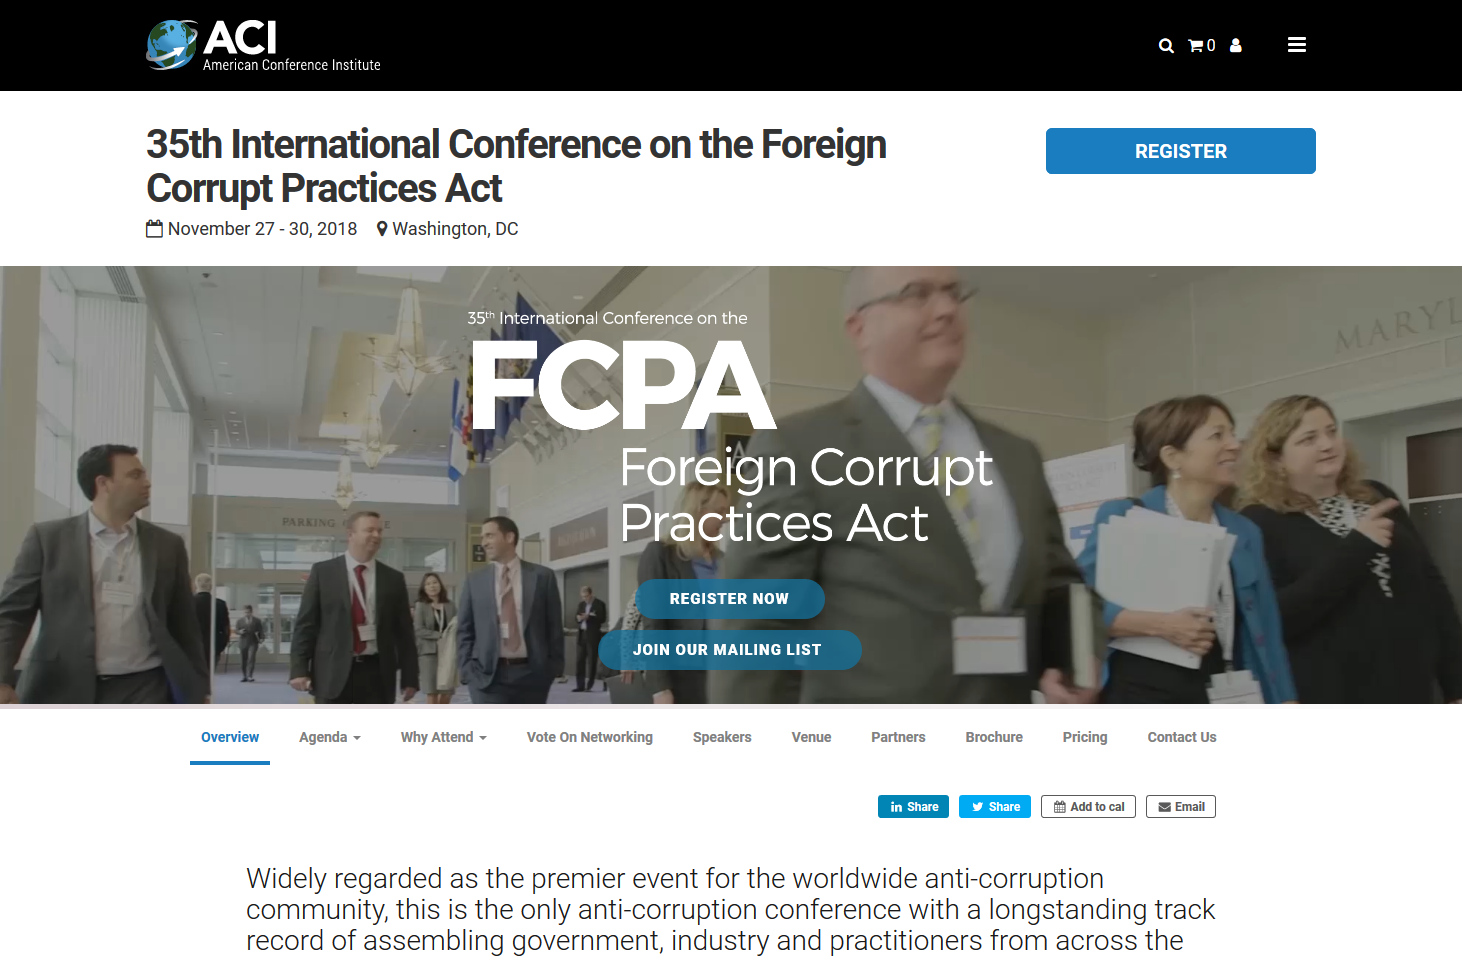 ACI
American Conference Institute
0
35th International Conference on the Foreign
Corrupt Practices Act
REGISTER
November 27 - 30, 2018 Washington, DC
35th International Conference on the
FCPA
Foreign Corrupt
Practices Act
PARKING
REGISTER NOW
JOIN OUR MAILING LIST
Overview Agenda Why Attend Vote On Networking Speakers Venue Partners Brochure Pricing Contact Us
Share Share Add to cal Email
Widely regarded as the premier event for the worldwide anti-corruption
community, this is the only anti-corruption conference with a longstanding track
record of assembling government, industry and practitioners from across the